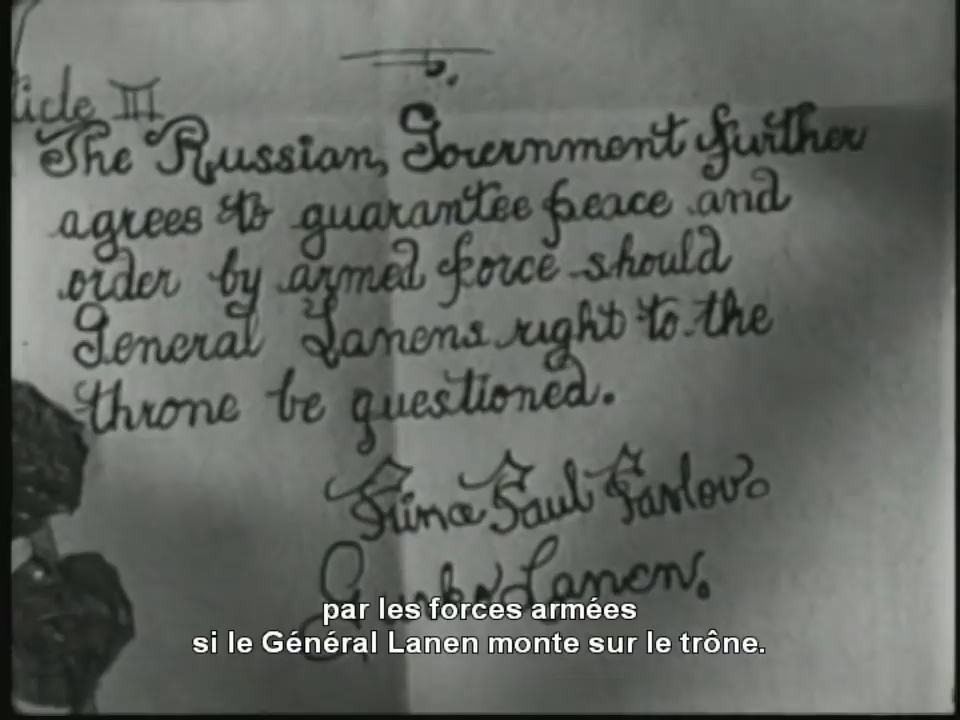 ticle III
The Russian, Government further
agrees to guarantee peace and
order by armed force should
General Lanens right to the
throne be questioned.
Prince Paul Pavlovo
Lanen.
par les forces armées
si le Général Lanen monte sur le trône.